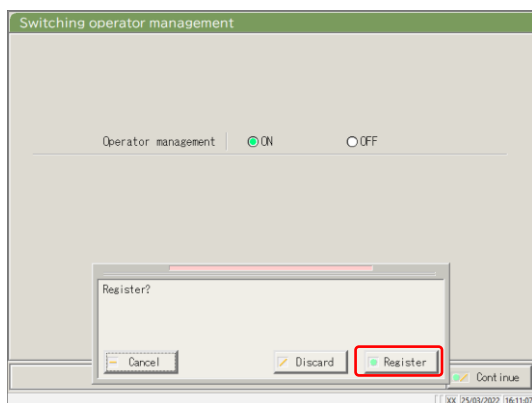 Switching operator management
Operator management ON OFF
Register?
Cancel Discard Register
Continue
XX 25/03/2022 16:11:07